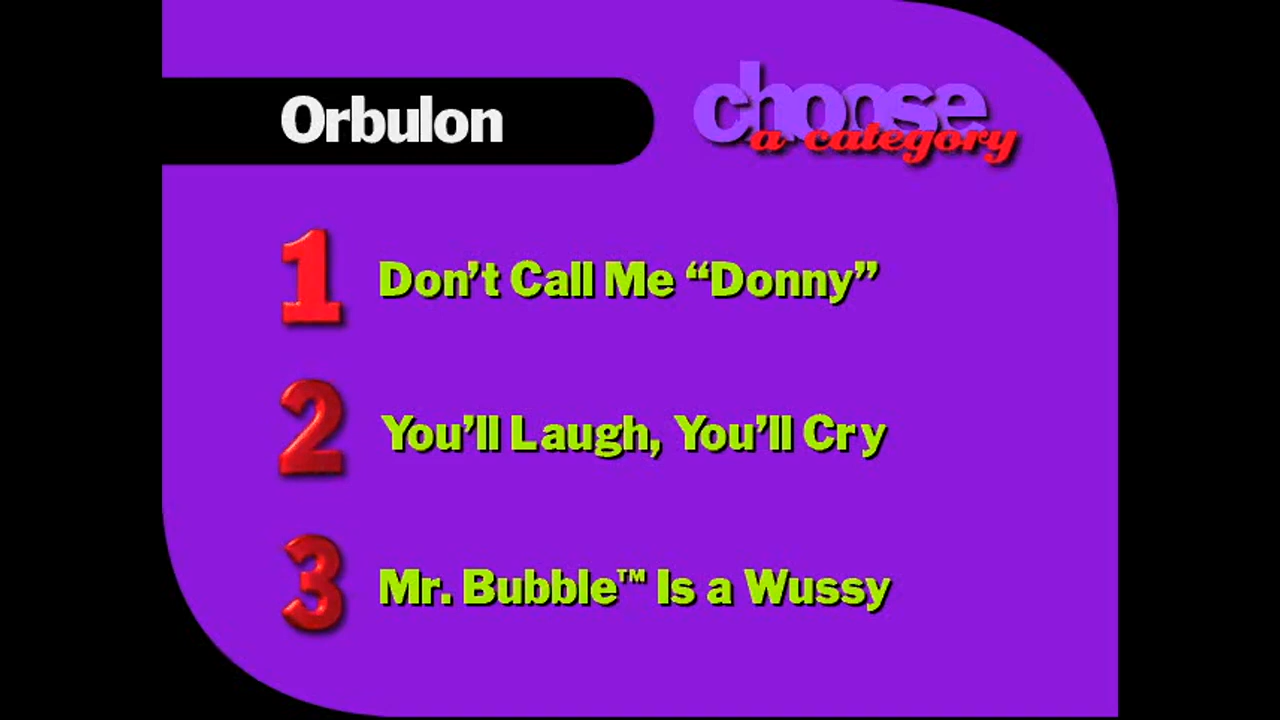 Orbulon
choose
a category
1 Don't Call Me “Donny”
2 You'll Laugh, You'll Cry
3 Mr. Bubble™ Is a Wussy